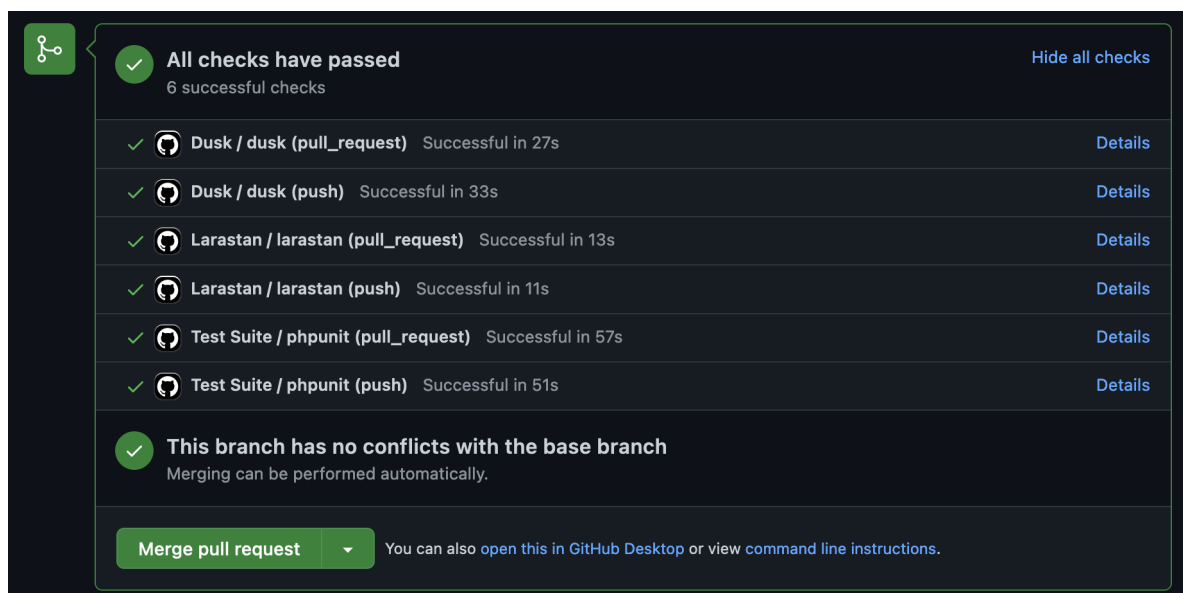 All checks have passed
Hide all checks
6 successful checks
Dusk / dusk (pull_request) Successful in 27s Details
Dusk / dusk (push) Successful in 33s Details
Larastan / larastan (pull_request) Successful in 13s Details
Larastan / larastan (push) Successful in 11s Details
Test Suite / phpunit (pull_request) Successful in 57s Details
Test Suite / phpunit (push) Successful in 51s Details
This branch has no conflicts with the base branch
Merging can be performed automatically.
Merge pull request You can also open this in GitHub Desktop or view command line instructions.